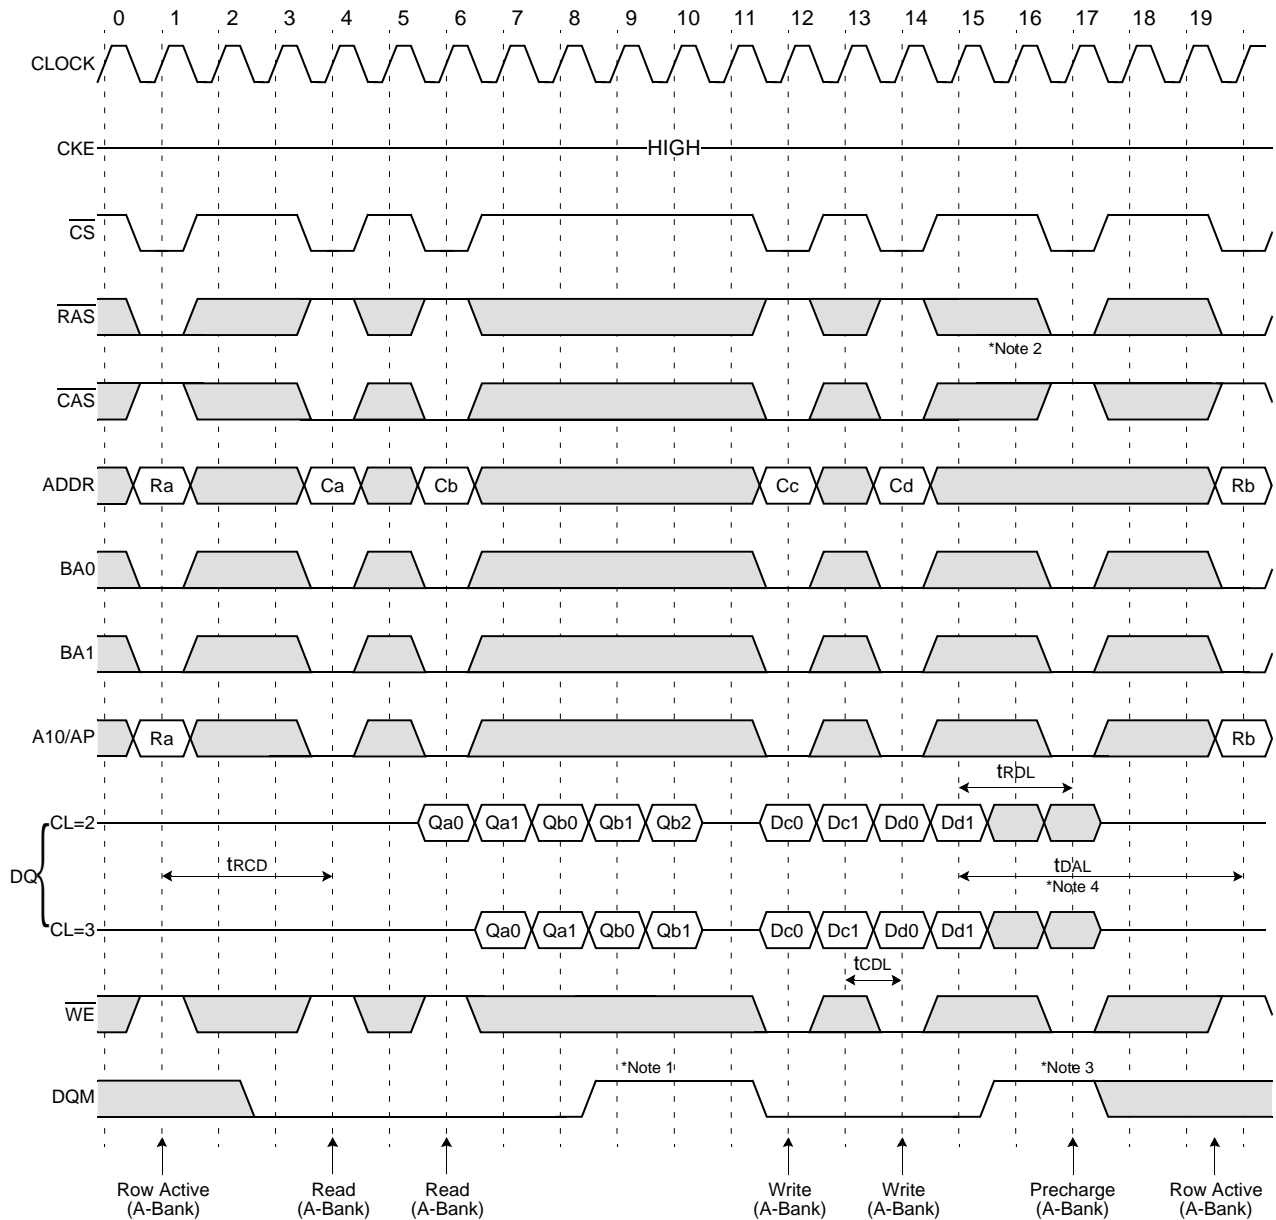 0 1 2 3 4 5 6 7 8 9 10 11 12 13 14 15 16 17 18 19
CLOCK
CKE HIGH
CS
RAS
*Note 2
CAS
ADDR Ra Ca Cb Cc Cd Rb
BA0
BA1
A10/AP Ra Rb
tRDL
CL=2 Qa0 Qa1 Qb0 Qb1 Qb2 Dc0 Dc1 Dd0 Dd1
DQ tRCD tDAL
*Note 4
CL=3 Qa0 Qa1 Qb0 Qb1 Dc0 Dc1 Dd0 Dd1
tCDL
WE
*Note 1 *Note 3
DQM
Row Active Read Read Write Write Precharge Row Active
(A-Bank) (A-Bank) (A-Bank) (A-Bank) (A-Bank) (A-Bank) (A-Bank)